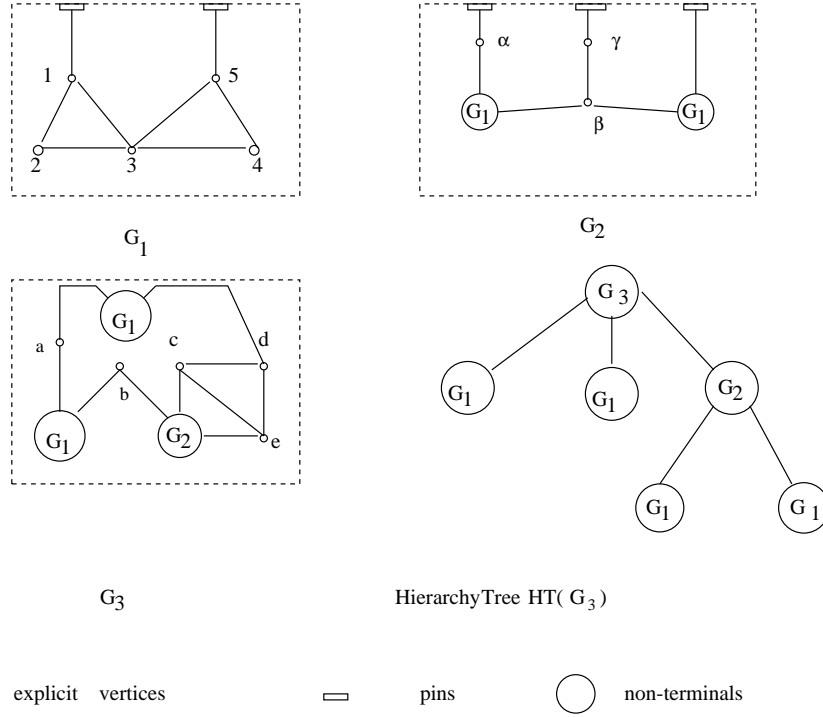 α γ
1 5
G1 G1
β
2 3 4
G2
G1
G3
G1
a c d
b
G1 G1 G2
G1 G2 e
G1 G1
G3 HierarchyTree HT( G3 )
explicit vertices pins non-terminals